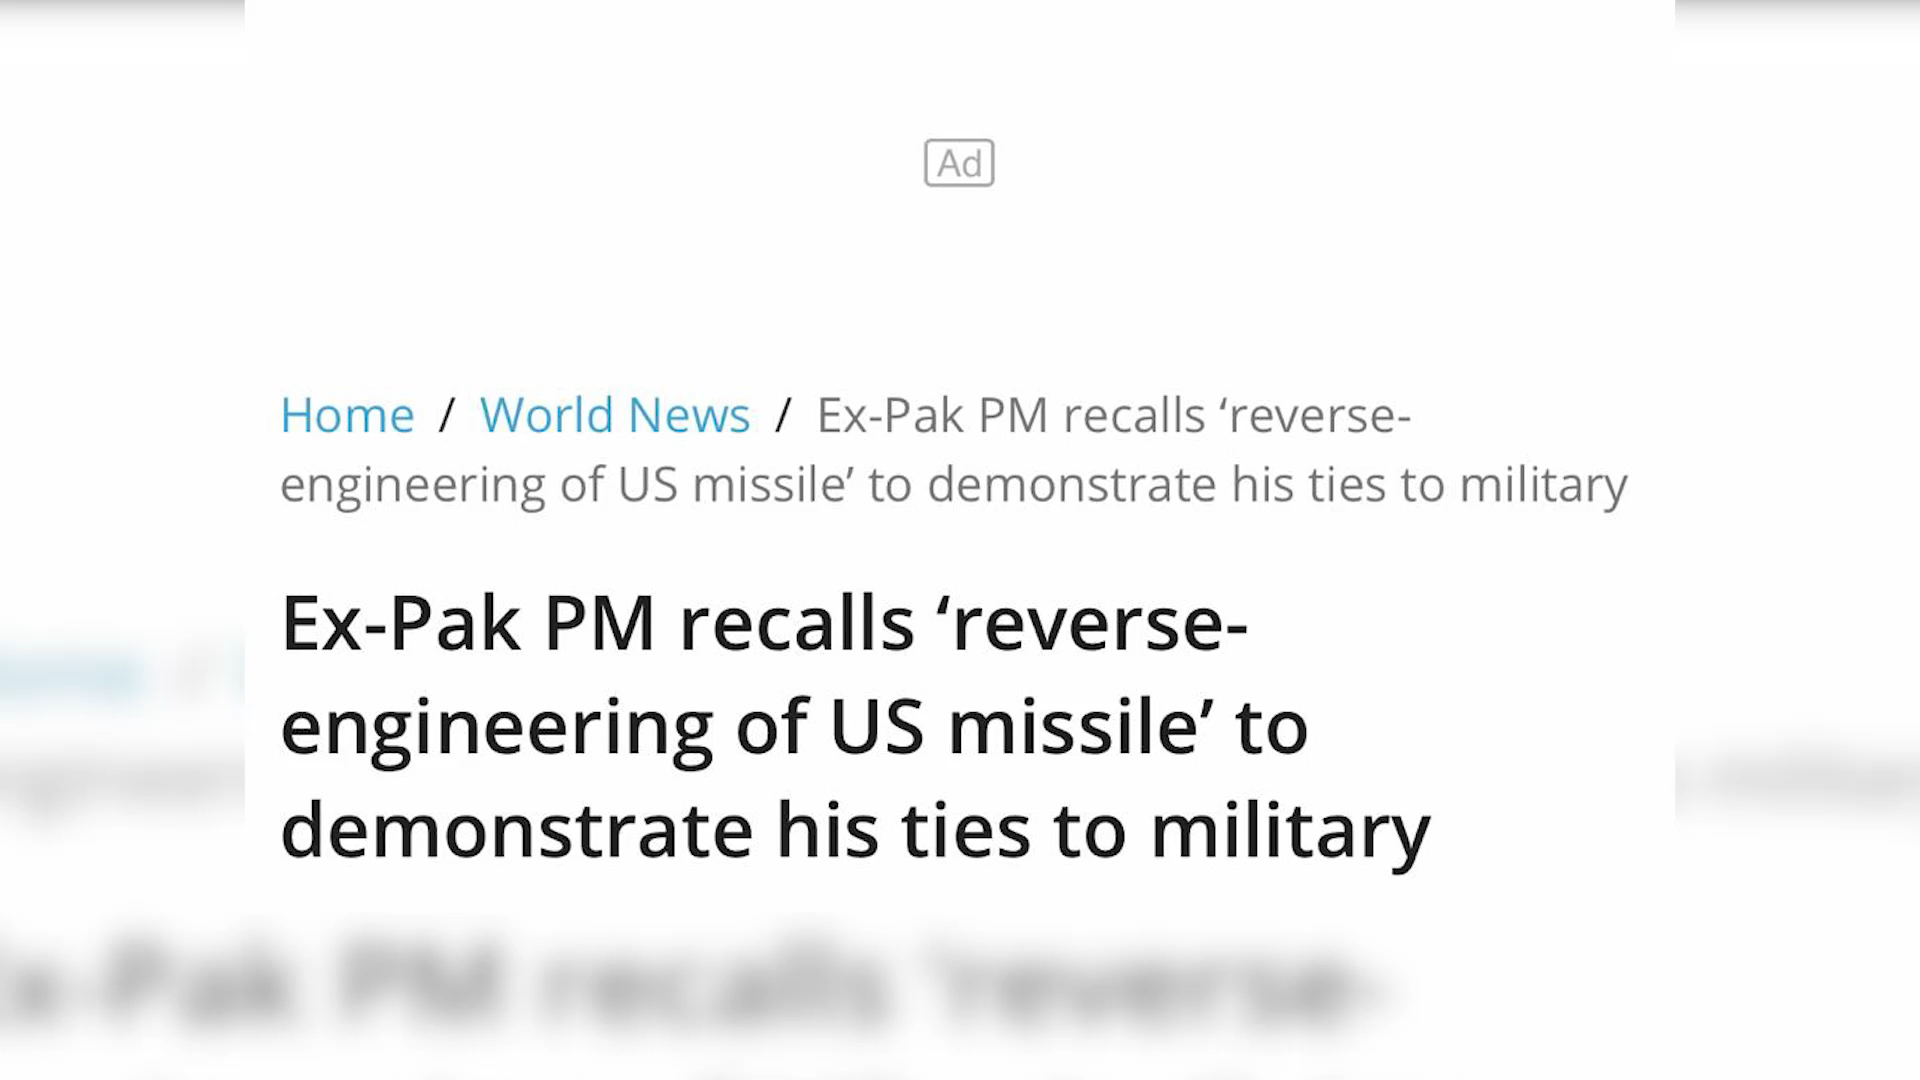 Ad
Home / World News / Ex-Pak PM recalls ‘reverse-
engineering of US missile’ to demonstrate his ties to military
Ex-Pak PM recalls ‘reverse-
engineering of US missile’ to
demonstrate his ties to military